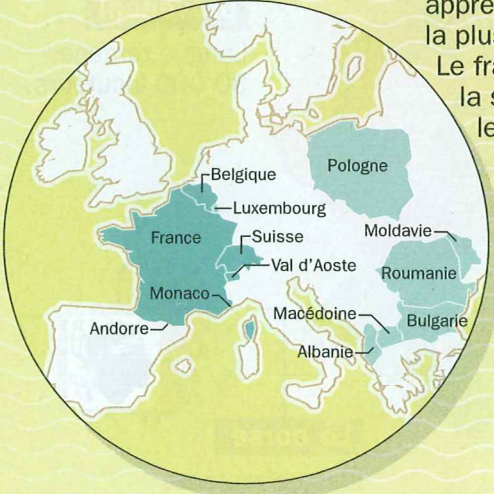 appre
la plus
Le fra
la s
le
Pologne
Belgique
Luxembourg
France
Suisse
Moldavie
Val d'Aoste
Roumanie
Monaco
Macédoine
Bulgarie
Andorre
Albanie